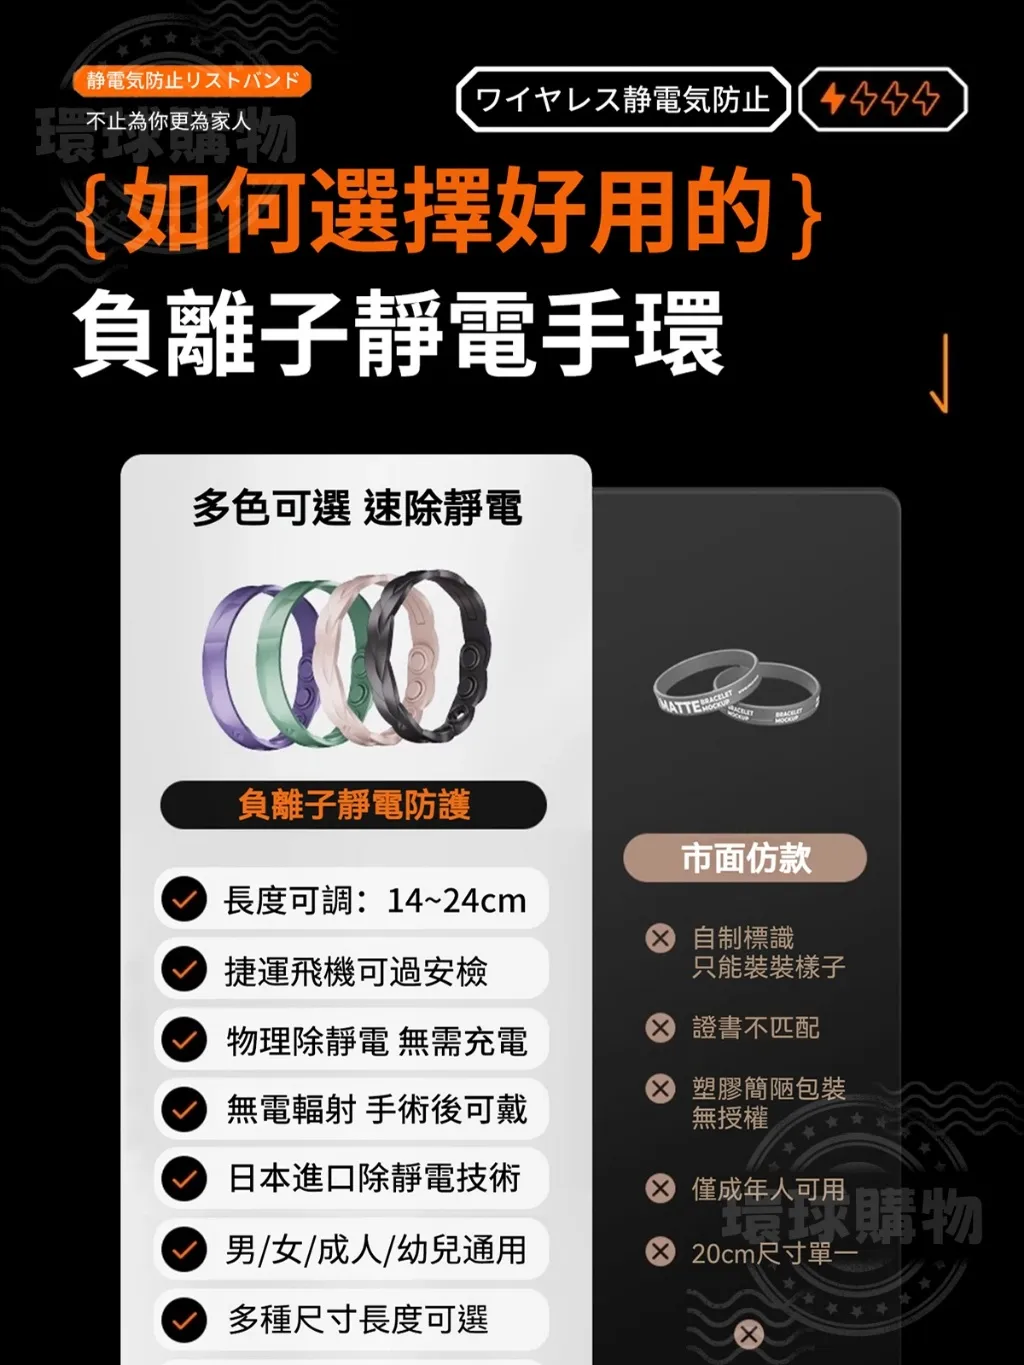 静電気防止リストバンド
不止為你更為家人
環球購物
ワイヤレス静電気防止
{如何選擇好用的}
負離子靜電手環
多色可選 速除靜電
負離子靜電防護
長度可調：14~24cm
捷運飛機可過安檢
物理除靜電 無需充電
無電輻射 手術後可戴
日本進口除靜電技術
男/女/成人/幼兒通用
多種尺寸長度可選
MATTE BRACELET MOCKUP
BRACELET MOCKUP
BRACELET MOCKUP
市面仿款
自制標識
只能裝裝樣子
證書不匹配
塑膠簡陋包裝
無授權
僅成年人可用
20cm尺寸單一
環球購物